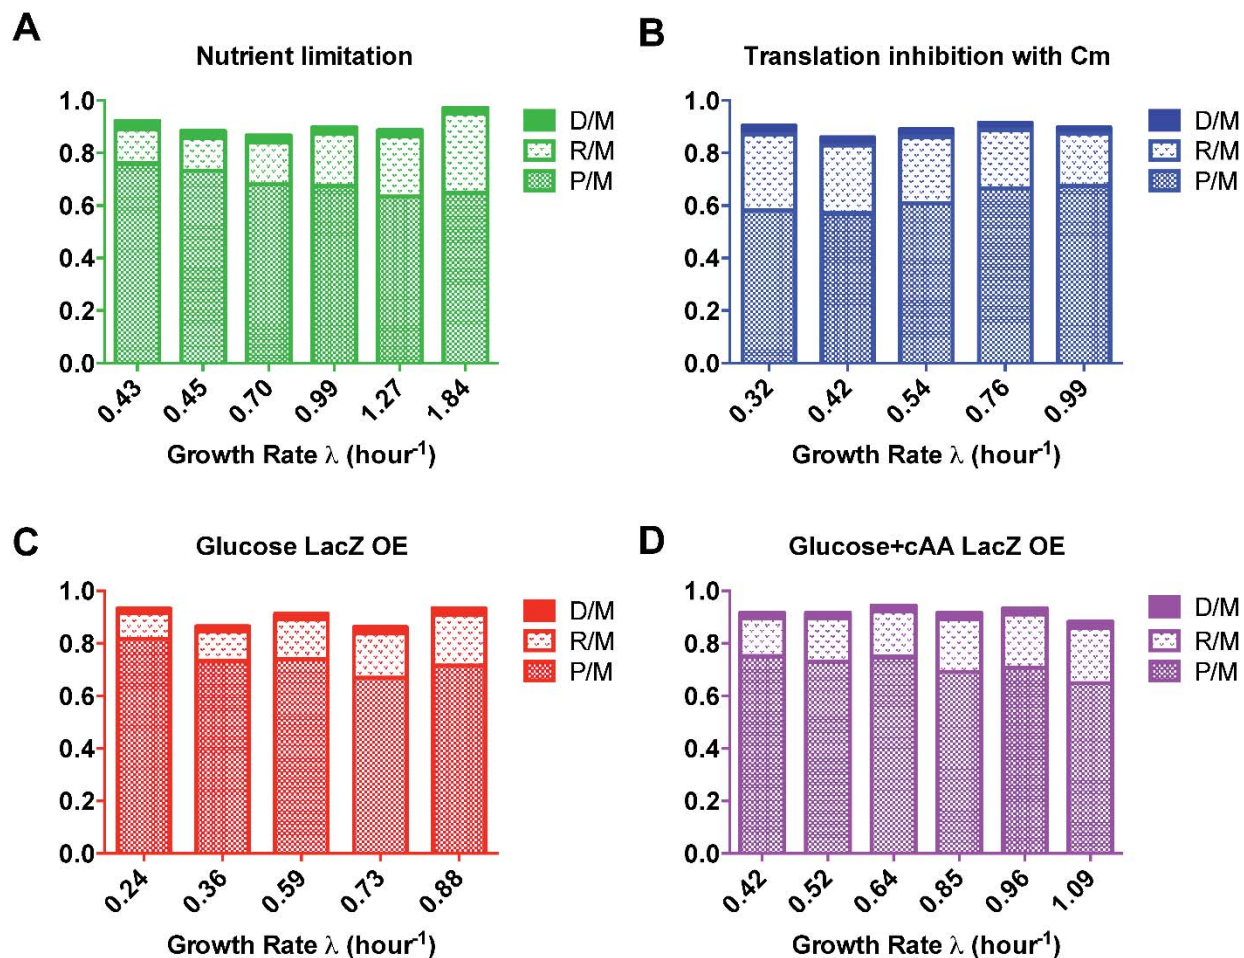 A
Nutrient limitation
1.0
0.8
0.6
0.4
0.2
0.0
D/M
R/M
P/M
0.43
0.45
0.70
0.99
1.27
1.84
Growth Rate λ (hour⁻¹)
B
Translation inhibition with Cm
1.0
0.8
0.6
0.4
0.2
0.0
D/M
R/M
P/M
0.32
0.42
0.54
0.76
0.99
Growth Rate λ (hour⁻¹)
C
Glucose LacZ OE
1.0
0.8
0.6
0.4
0.2
0.0
D/M
R/M
P/M
0.24
0.36
0.59
0.73
0.88
Growth Rate λ (hour⁻¹)
D
Glucose+cAA LacZ OE
1.0
0.8
0.6
0.4
0.2
0.0
D/M
R/M
P/M
0.42
0.52
0.64
0.85
0.96
1.09
Growth Rate λ (hour⁻¹)